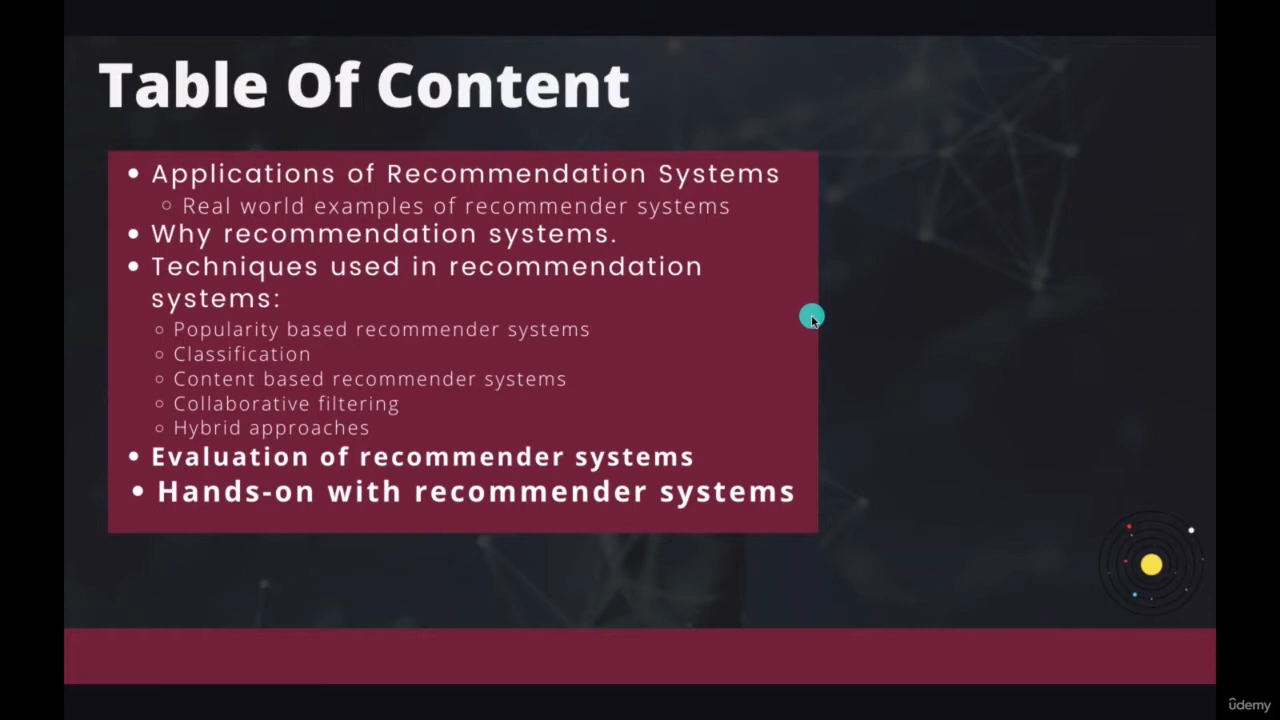 Table Of Content
• Applications of Recommendation Systems
◦ Real world examples of recommender systems
• Why recommendation systems.
• Techniques used in recommendation
systems:
◦ Popularity based recommender systems
◦ Classification
◦ Content based recommender systems
◦ Collaborative filtering
◦ Hybrid approaches
• Evaluation of recommender systems
• Hands-on with recommender systems
ûdemy